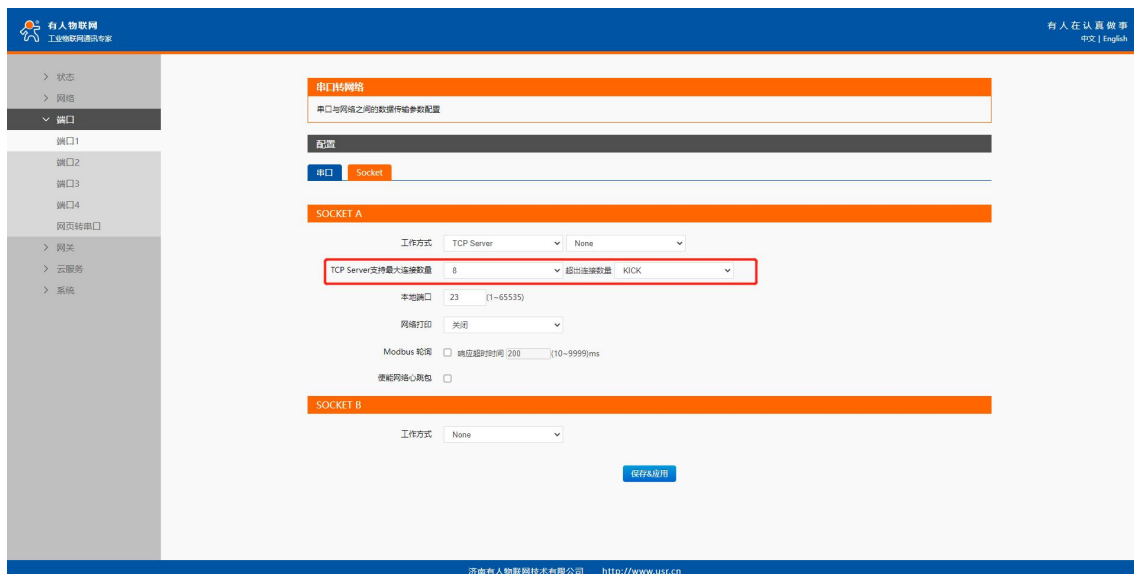 有人物联网
工业物联网通讯专家
有人在认真做事
中文 | English
状态
网络
端口
端口1
端口2
端口3
端口4
网页转串口
网关
云服务
系统
串口转网络
串口与网络之间的数据传输参数配置
配置
串口 Socket
SOCKET A
工作方式 TCP Server None
TCP Server支持最大连接数量 8 超出连接数量 KICK
本地端口 23 (1~65535)
网络打印 关闭
Modbus 轮询 响应超时时间 200 (10~9999)ms
使能网络心跳包
SOCKET B
工作方式 None
保存&应用
济南有人物联网技术有限公司 http://www.usr.cn